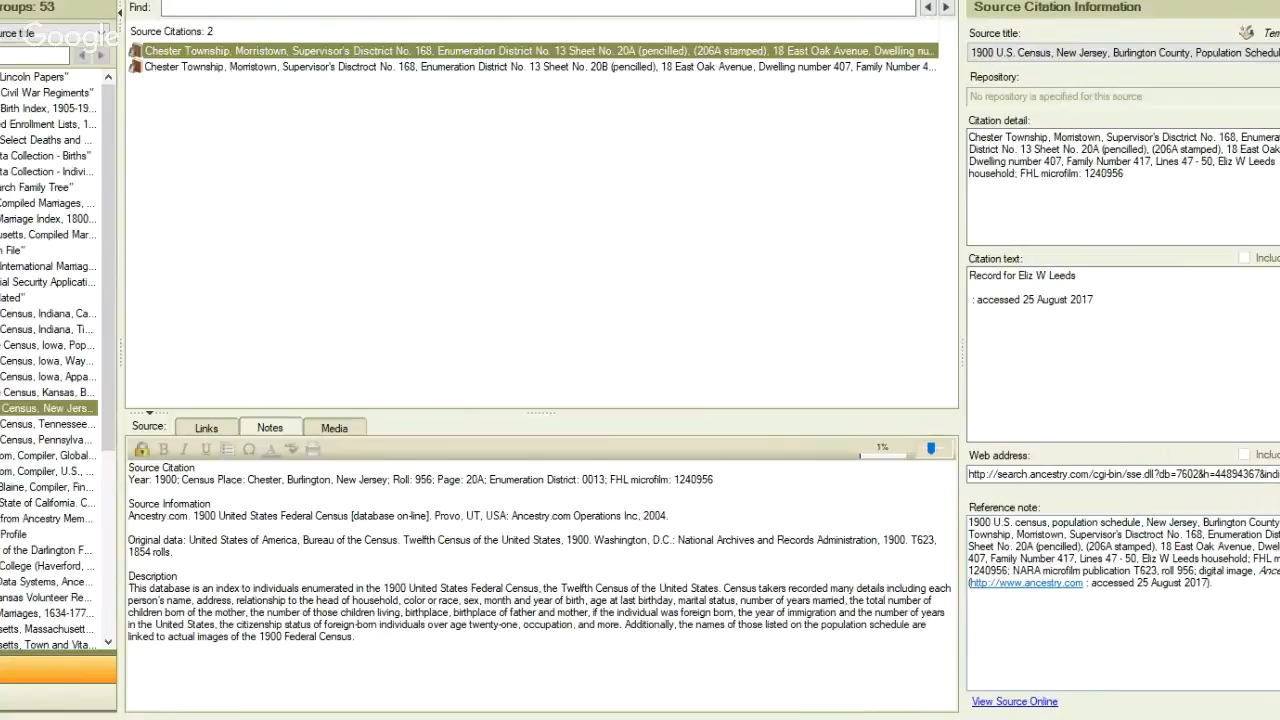 Groups: 53
Source title
Google
Lincoln Papers"
Civil War Regiments"
Birth Index, 1905-19...
ed Enrollment Lists, 1...
Select Deaths and ...
ta Collection - Births"
ta Collection - Indivi...
arch Family Tree"
Compiled Marriages, ...
Marriage Index, 1800...
usetts, Compiled Mar...
n File"
International Marriag...
ial Security Applicati...
lated"
Census, Indiana, Ca...
Census, Indiana, Ti...
Census, Iowa, Pop...
Census, Iowa, Way...
Census, Iowa, Appa...
Census, Kansas, B...
Census, New Jers...
Census, Tennessee...
Census, Pennsylva...
om, Compiler, Global...
om, Compiler, U.S., ...
Blaine, Compiler, Fin...
State of California. C...
from Ancestry Mem...
Profile
of the Darlington F...
College (Haverford, ...
Data Systems, Ance...
ansas Volunteer Re...
Marriages, 1634-177...
setts, Massachusett...
setts, Town and Vita...
Find:
Source Citations: 2
Chester Township, Morristown, Supervisor's Disctrict No. 168, Enumeration District No. 13 Sheet No. 20A (pencilled), (206A stamped), 18 East Oak Avenue, Dwelling nu...
Chester Township, Morristown, Supervisor's Disctroct No. 168, Enumeration District No. 13 Sheet No. 20B (pencilled), 18 East Oak Avenue, Dwelling number 407, Family Number 4...
Source:
Links
Notes
Media
B I U
1%
Source Citation
Year: 1900; Census Place: Chester, Burlington, New Jersey; Roll: 956; Page: 20A; Enumeration District: 0013; FHL microfilm: 1240956
Source Information
Ancestry.com. 1900 United States Federal Census [database on-line]. Provo, UT, USA: Ancestry.com Operations Inc, 2004.
Original data: United States of America, Bureau of the Census. Twelfth Census of the United States, 1900. Washington, D.C.: National Archives and Records Administration, 1900. T623,
1854 rolls.
Description
This database is an index to individuals enumerated in the 1900 United States Federal Census, the Twelfth Census of the United States. Census takers recorded many details including each
person's name, address, relationship to the head of household, color or race, sex, month and year of birth, age at last birthday, marital status, number of years married, the total number of
children born of the mother, the number of those children living, birthplace, birthplace of father and mother, if the individual was foreign born, the year of immigration and the number of years
in the United States, the citizenship status of foreign-born individuals over age twenty-one, occupation, and more. Additionally, the names of those listed on the population schedule are
linked to actual images of the 1900 Federal Census.
Source Citation Information
Source title:
Tem
1900 U.S. Census, New Jersey, Burlington County, Population Schedul
Repository:
No repository is specified for this source
Citation detail:
Chester Township, Morristown, Supervisor's Disctrict No. 168, Enumera
District No. 13 Sheet No. 20A (pencilled), (206A stamped), 18 East Oak
Dwelling number 407, Family Number 417, Lines 47 - 50, Eliz W Leeds
household; FHL microfilm: 1240956
Citation text:
Includ
Record for Eliz W Leeds
: accessed 25 August 2017
Web address:
Includ
http://search.ancestry.com/cgi-bin/sse.dll?db=7602&h=44894367&indi
Reference note:
1900 U.S. census, population schedule, New Jersey, Burlington County
Township, Morristown, Supervisor's Disctrict No. 168, Enumeration Distr
Sheet No. 20A (pencilled), (206A stamped), 18 East Oak Avenue, Dwel
407, Family Number 417, Lines 47 - 50, Eliz W Leeds household; FHL mi
1240956; NARA microfilm publication T623, roll 956; digital image, Ance
(http://www.ancestry.com : accessed 25 August 2017).
View Source Online